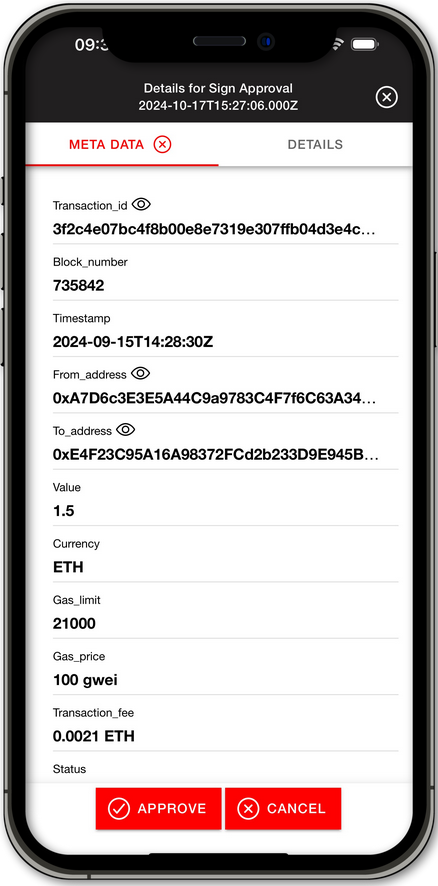 09:3
Details for Sign Approval
2024-10-17T15:27:06.000Z
META DATA
DETAILS
Transaction_id
3f2c4e07bc4f8b00e8e7319e307ffb04d3e4c...
Block_number
735842
Timestamp
2024-09-15T14:28:30Z
From_address
0xA7D6c3E3E5A44C9a9783C4F7f6C63A34...
To_address
0xE4F23C95A16A98372FCd2b233D9E945B...
Value
1.5
Currency
ETH
Gas_limit
21000
Gas_price
100 gwei
Transaction_fee
0.0021 ETH
Status
APPROVE
CANCEL